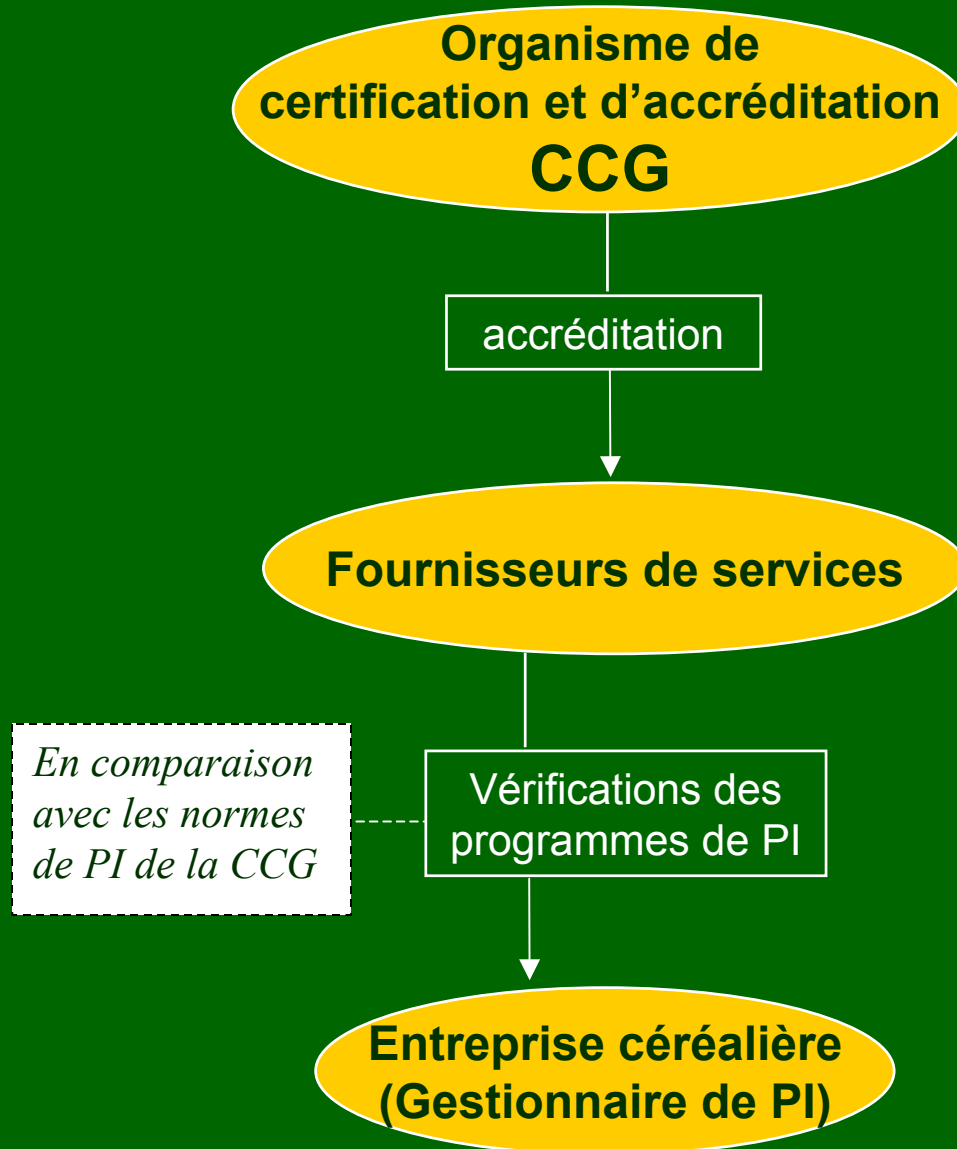 Organisme de
certification et d’accréditation
CCG
accréditation
Fournisseurs de services
En comparaison
avec les normes
de PI de la CCG
Vérifications des
programmes de PI
Entreprise céréalière
(Gestionnaire de PI)